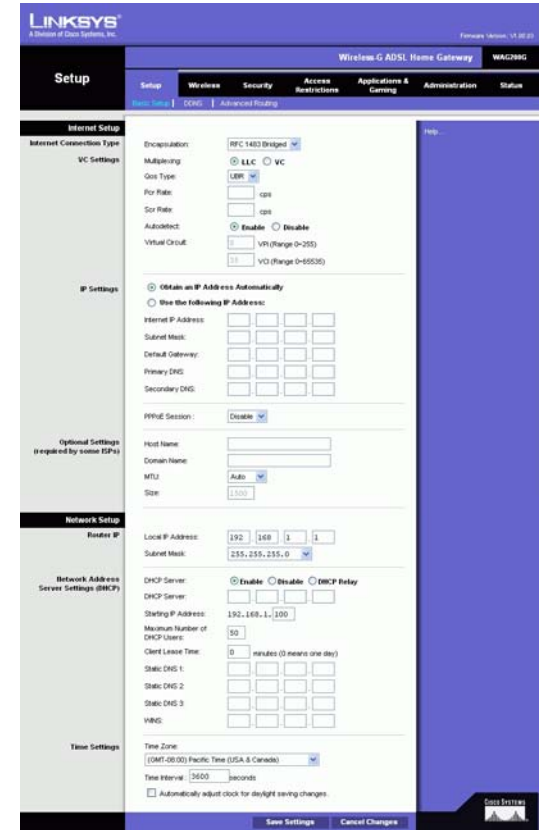 LINKSYS®
A Division of Cisco Systems, Inc.
Firmware Version: V1.00.03
Wireless-G ADSL Home Gateway WAG200G
Setup
Setup Wireless Security Access Restrictions Applications & Gaming Administration Status
Basic Setup | DDNS | Advanced Routing
Internet Setup
Help...
Internet Connection Type Encapsulation: RFC 1483 Bridged
VC Settings Multiplexing: LLC VC
Qos Type: UBR
Pcr Rate: cps
Scr Rate: cps
Autodetect: Enable Disable
Virtual Circuit: 0 VPI (Range 0~255)
35 VCI (Range 0~65535)
IP Settings Obtain an IP Address Automatically
Use the following IP Address:
Internet IP Address:
Subnet Mask:
Default Gateway:
Primary DNS:
Secondary DNS:
PPPoE Session : Disable
Optional Settings (required by some ISPs)
Host Name:
Domain Name:
MTU: Auto
Size: 1500
Network Setup
Router IP Local IP Address: 192 . 168 . 1 . 1
Subnet Mask: 255.255.255.0
Network Address Server Settings (DHCP)
DHCP Server: Enable Disable DHCP Relay
DHCP Server:
Starting IP Address: 192.168.1. 100
Maximum Number of DHCP Users: 50
Client Lease Time: 0 minutes (0 means one day)
Static DNS 1:
Static DNS 2:
Static DNS 3:
WINS:
Time Settings Time Zone:
(GMT-08:00) Pacific Time (USA & Canada)
Time Interval : 3600 seconds
Automatically adjust clock for daylight saving changes.
Save Settings Cancel Changes
CISCO SYSTEMS